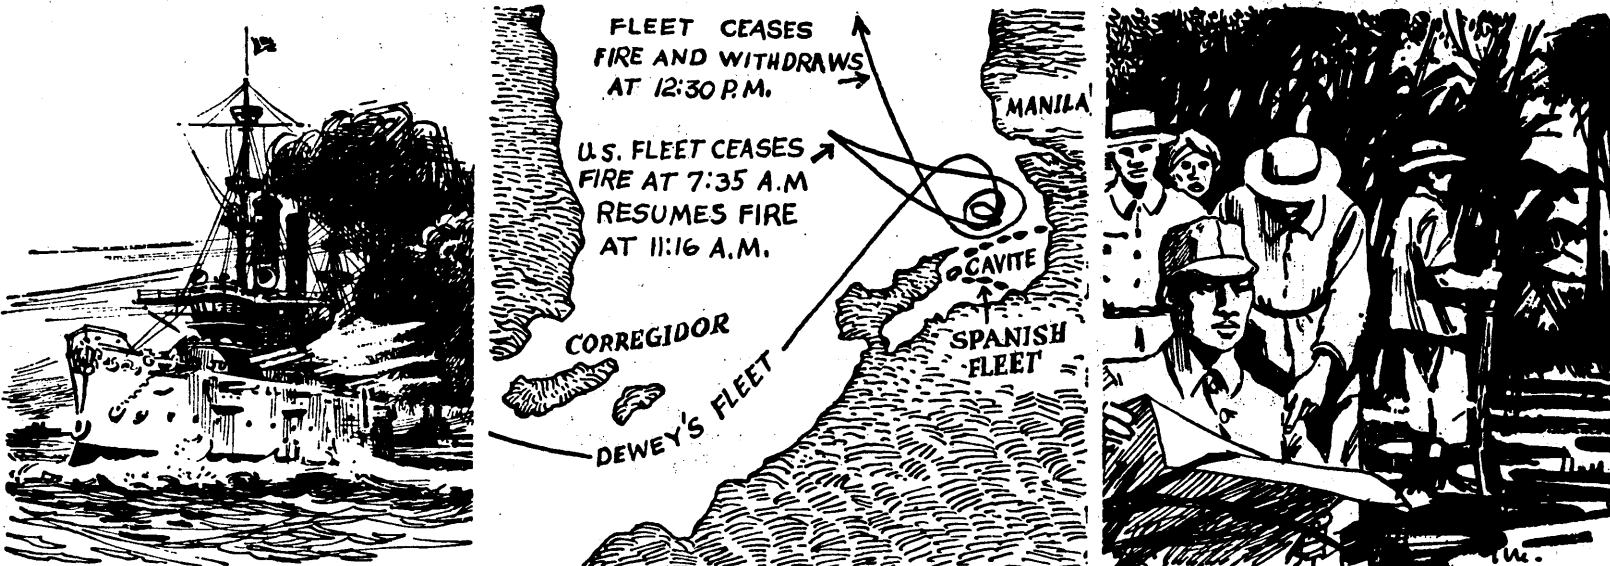 FLEET CEASES
FIRE AND WITHDRAWS
AT 12:30 P.M.
MANILA
U.S. FLEET CEASES
FIRE AT 7:35 A.M
RESUMES FIRE
AT 11:16 A.M.
CAVITE
CORREGIDOR
SPANISH
FLEET
DEWEY'S FLEET